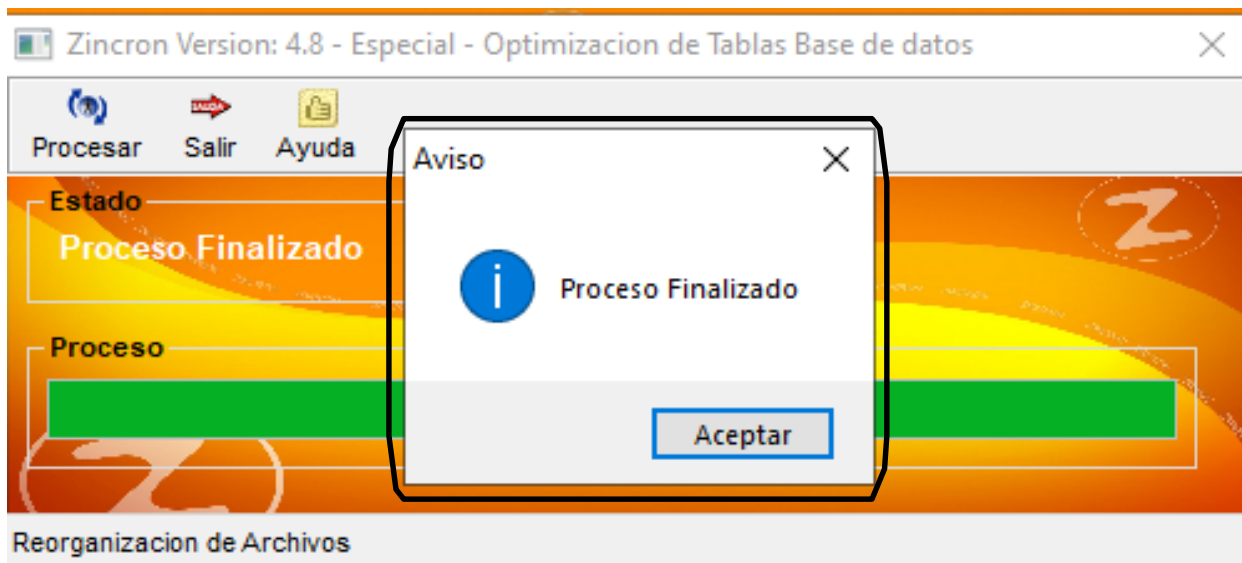 Zincron Version: 4.8 - Especial - Optimizacion de Tablas Base de datos
Procesar Salir Ayuda
Aviso
Estado
Proceso Finalizado
Proceso Finalizado
Proceso
Aceptar
Reorganizacion de Archivos